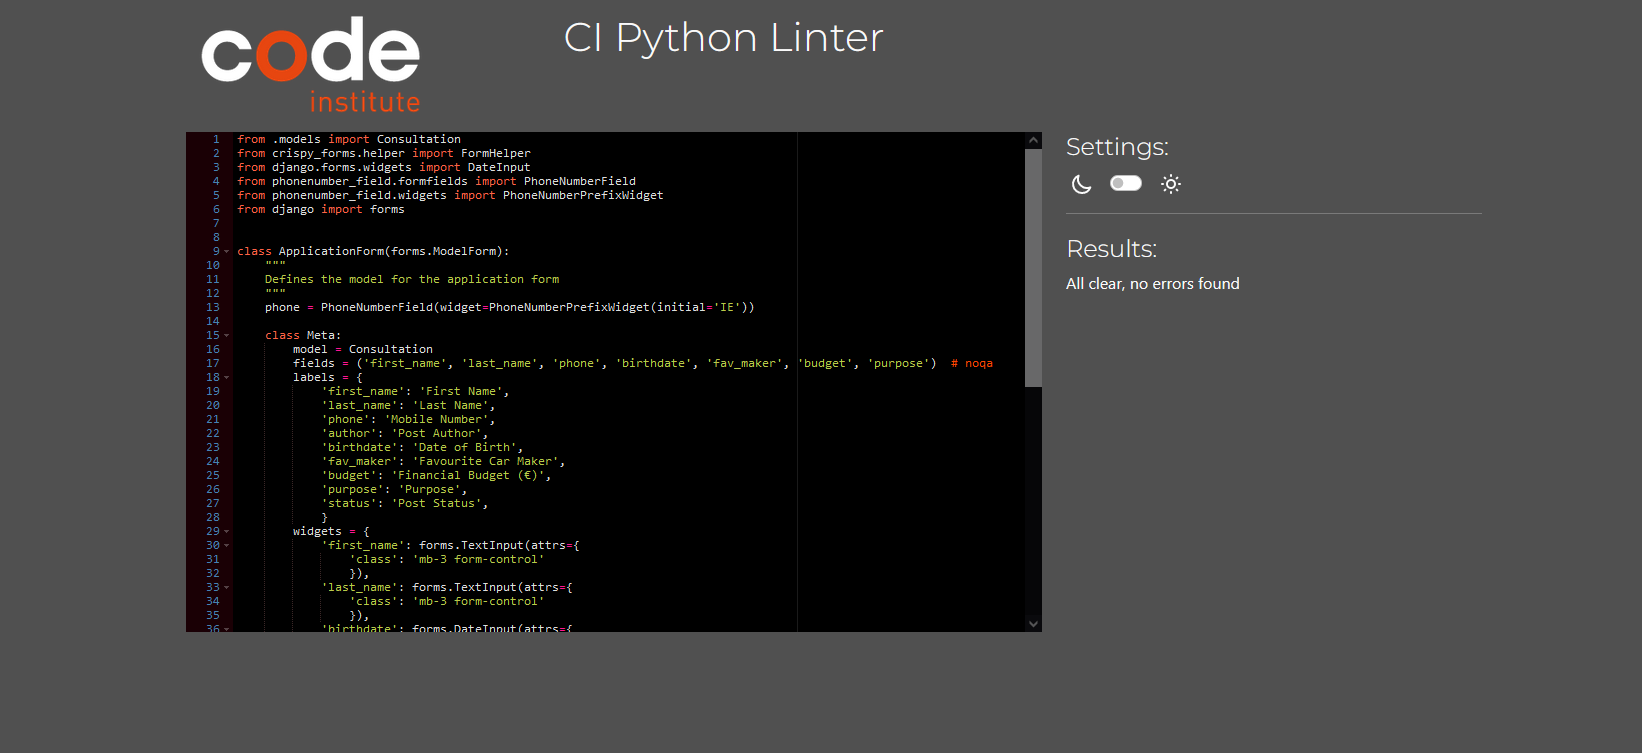 code
institute
CI Python Linter
1 from .models import Consultation
2 from crispy_forms.helper import FormHelper
3 from django.forms.widgets import DateInput
4 from phonenumber_field.formfields import PhoneNumberField
5 from phonenumber_field.widgets import PhoneNumberPrefixWidget
6 from django import forms
7
8
9 class ApplicationForm(forms.ModelForm):
10     """
11     Defines the model for the application form
12     """
13     phone = PhoneNumberField(widget=PhoneNumberPrefixWidget(initial='IE'))
14
15     class Meta:
16         model = Consultation
17         fields = ('first_name', 'last_name', 'phone', 'birthdate', 'fav_maker', 'budget', 'purpose')  # noqa
18         labels = {
19             'first_name': 'First Name',
20             'last_name': 'Last Name',
21             'phone': 'Mobile Number',
22             'author': 'Post Author',
23             'birthdate': 'Date of Birth',
24             'fav_maker': 'Favourite Car Maker',
25             'budget': 'Financial Budget (€)',
26             'purpose': 'Purpose',
27             'status': 'Post Status',
28             }
29         widgets = {
30             'first_name': forms.TextInput(attrs={
31                 'class': 'mb-3 form-control'
32                 }),
33             'last_name': forms.TextInput(attrs={
34                 'class': 'mb-3 form-control'
35                 }),
36             'birthdate': forms.DateInput(attrs={
Settings:
Results:
All clear, no errors found